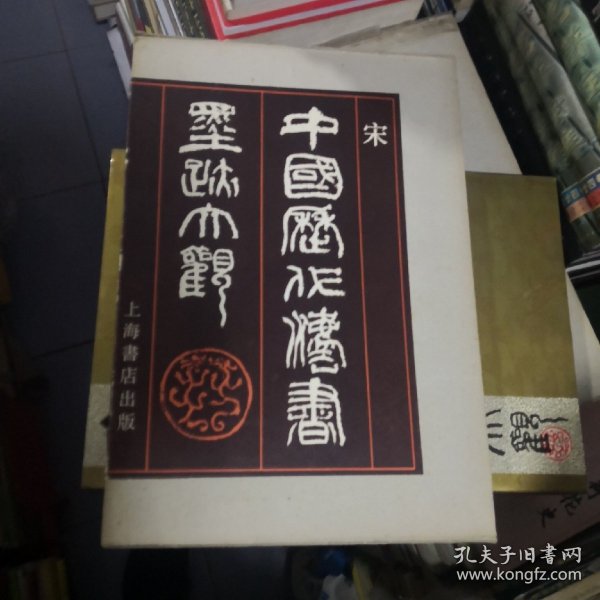 宋
中國歷代法書
墨跡大觀
上海書店出版
孔夫子旧书网
www.kongfz.com